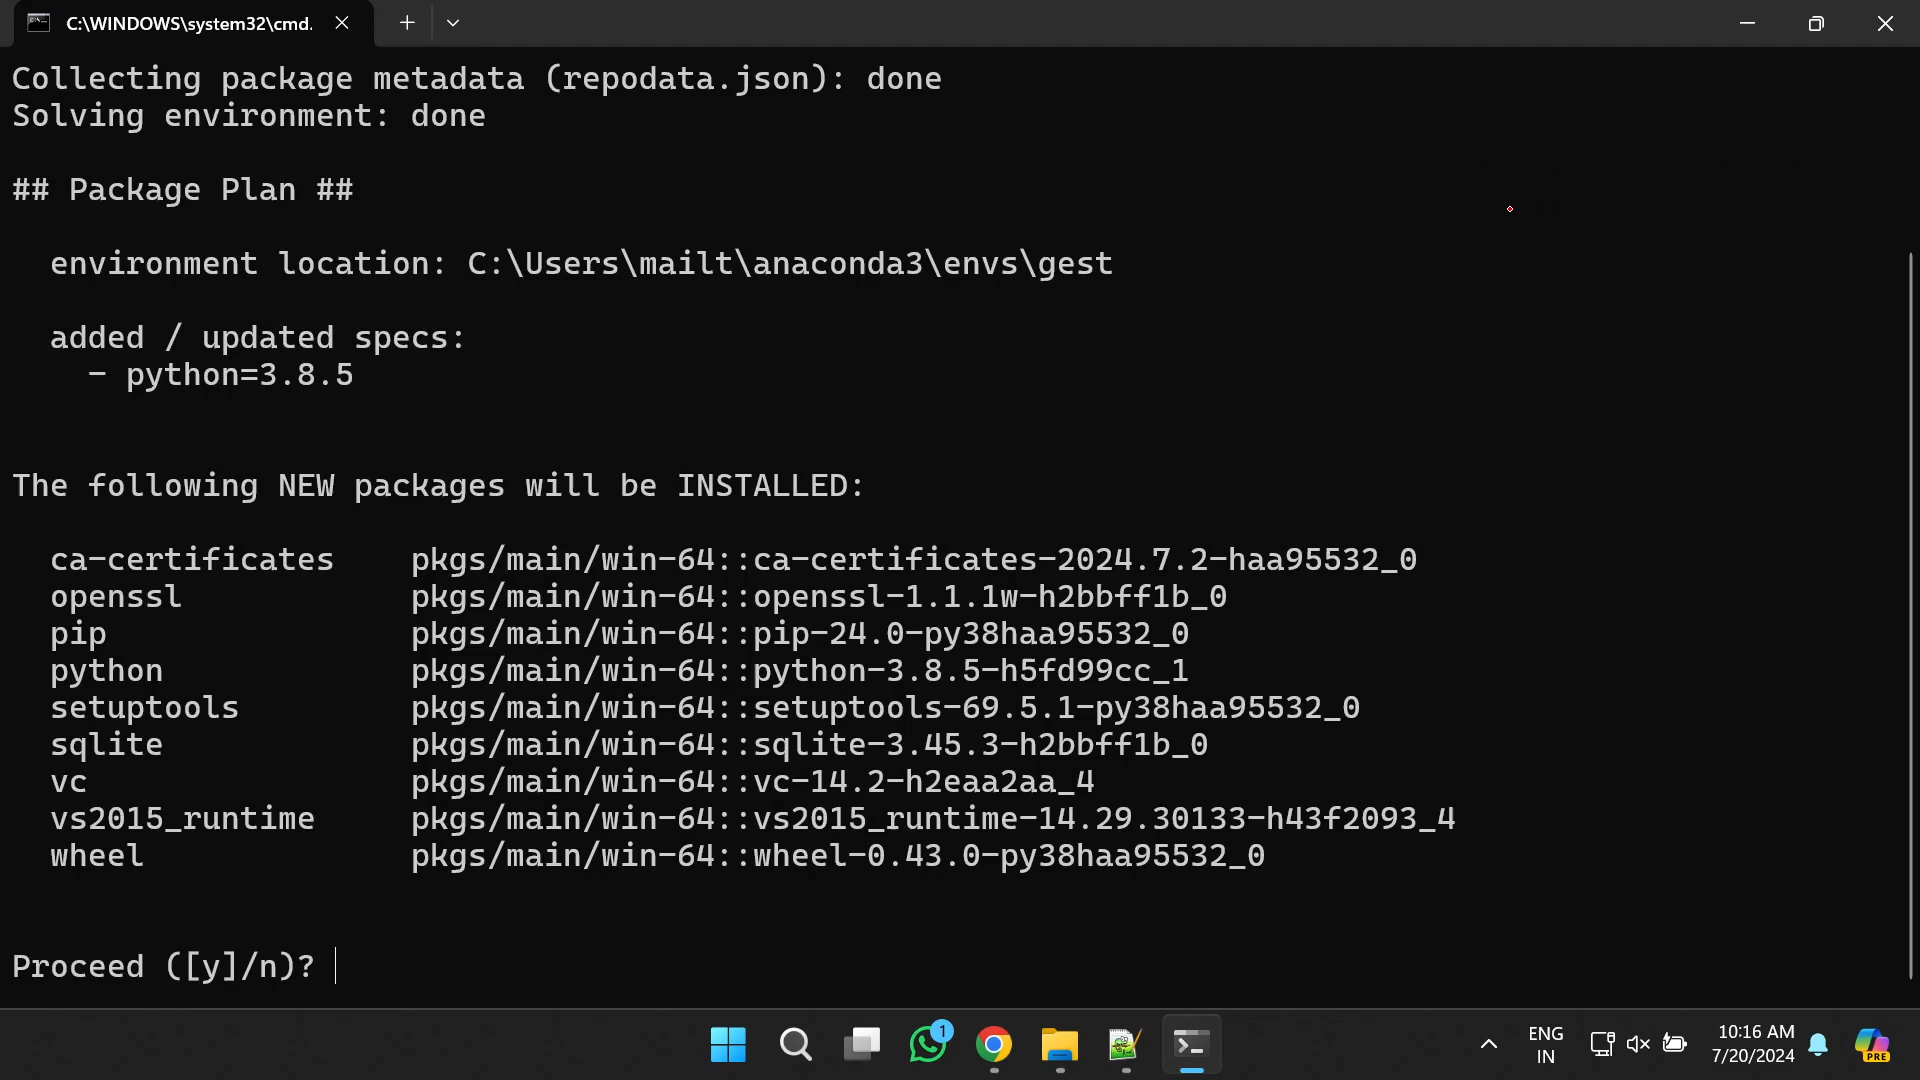 C:\WINDOWS\system32\cmd.
Collecting package metadata (repodata.json): done
Solving environment: done
## Package Plan ##
environment location: C:\Users\mailt\anaconda3\envs\gest
added / updated specs:
- python=3.8.5
The following NEW packages will be INSTALLED:
ca-certificates pkgs/main/win-64::ca-certificates-2024.7.2-haa95532_0
openssl pkgs/main/win-64::openssl-1.1.1w-h2bbff1b_0
pip pkgs/main/win-64::pip-24.0-py38haa95532_0
python pkgs/main/win-64::python-3.8.5-h5fd99cc_1
setuptools pkgs/main/win-64::setuptools-69.5.1-py38haa95532_0
sqlite pkgs/main/win-64::sqlite-3.45.3-h2bbff1b_0
vc pkgs/main/win-64::vc-14.2-h2eaa2aa_4
vs2015_runtime pkgs/main/win-64::vs2015_runtime-14.29.30133-h43f2093_4
wheel pkgs/main/win-64::wheel-0.43.0-py38haa95532_0
Proceed ([y]/n)?
1
ENG
IN
10:16 AM
7/20/2024
PRE